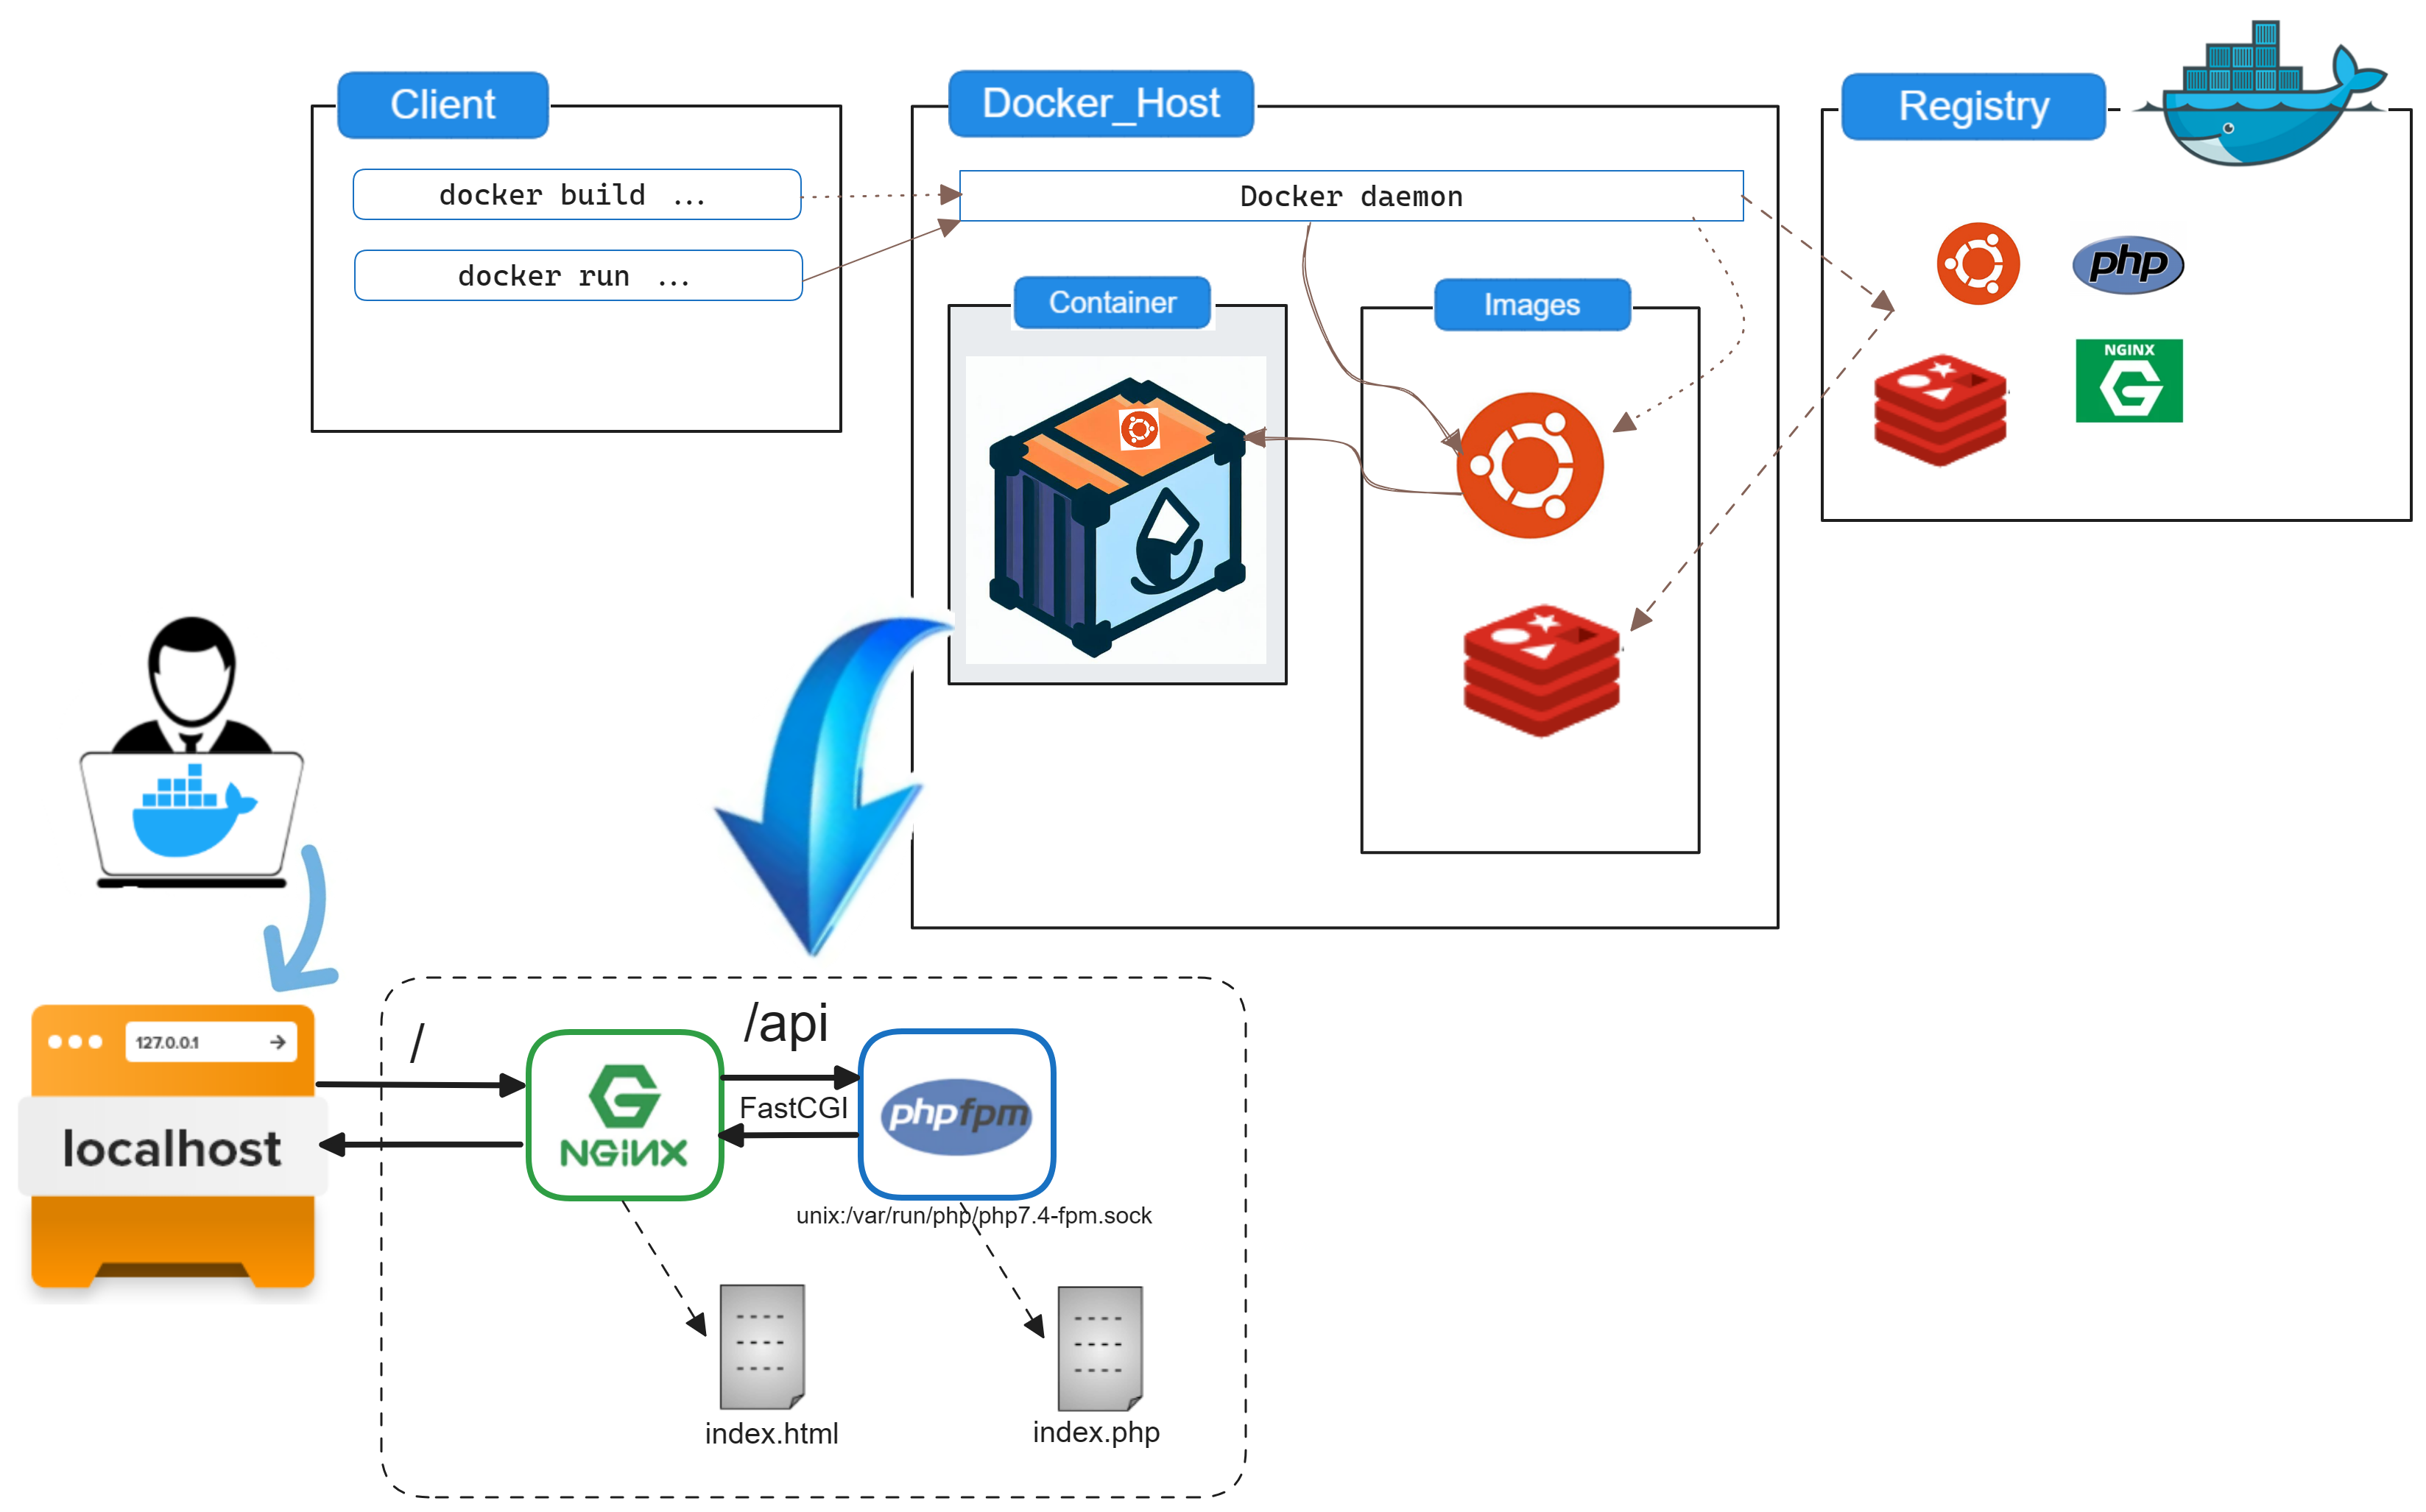 Client
Docker_Host
Registry
docker build ...
docker run ...
Docker daemon
Container
Images
php
NGINX
127.0.0.1
localhost
/
/api
NGiNX
FastCGI
phpfpm
unix:/var/run/php/php7.4-fpm.sock
index.html
index.php